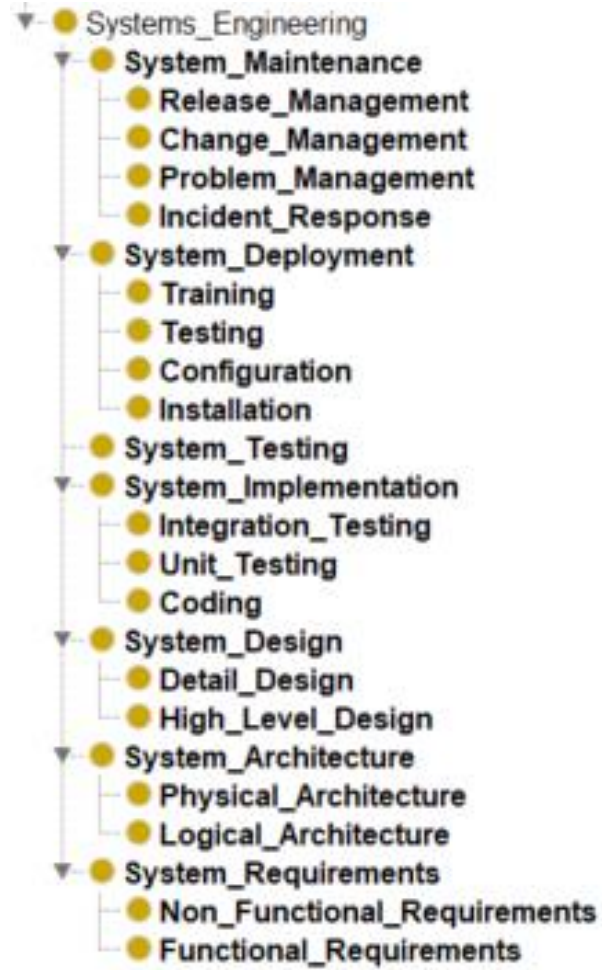 Systems_Engineering
System_Maintenance
Release_Management
Change_Management
Problem_Management
Incident_Response
System_Deployment
Training
Testing
Configuration
Installation
System_Testing
System_Implementation
Integration_Testing
Unit_Testing
Coding
System_Design
Detail_Design
High_Level_Design
System_Architecture
Physical_Architecture
Logical_Architecture
System_Requirements
Non_Functional_Requirements
Functional_Requirements